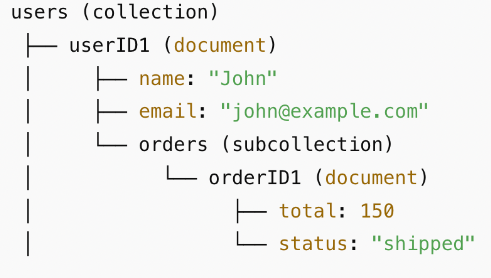 users (collection)
├── userID1 (document)
│    ├── name: "John"
│    ├── email: "john@example.com"
│    └── orders (subcollection)
│         └── orderID1 (document)
│              ├── total: 150
│              └── status: "shipped"